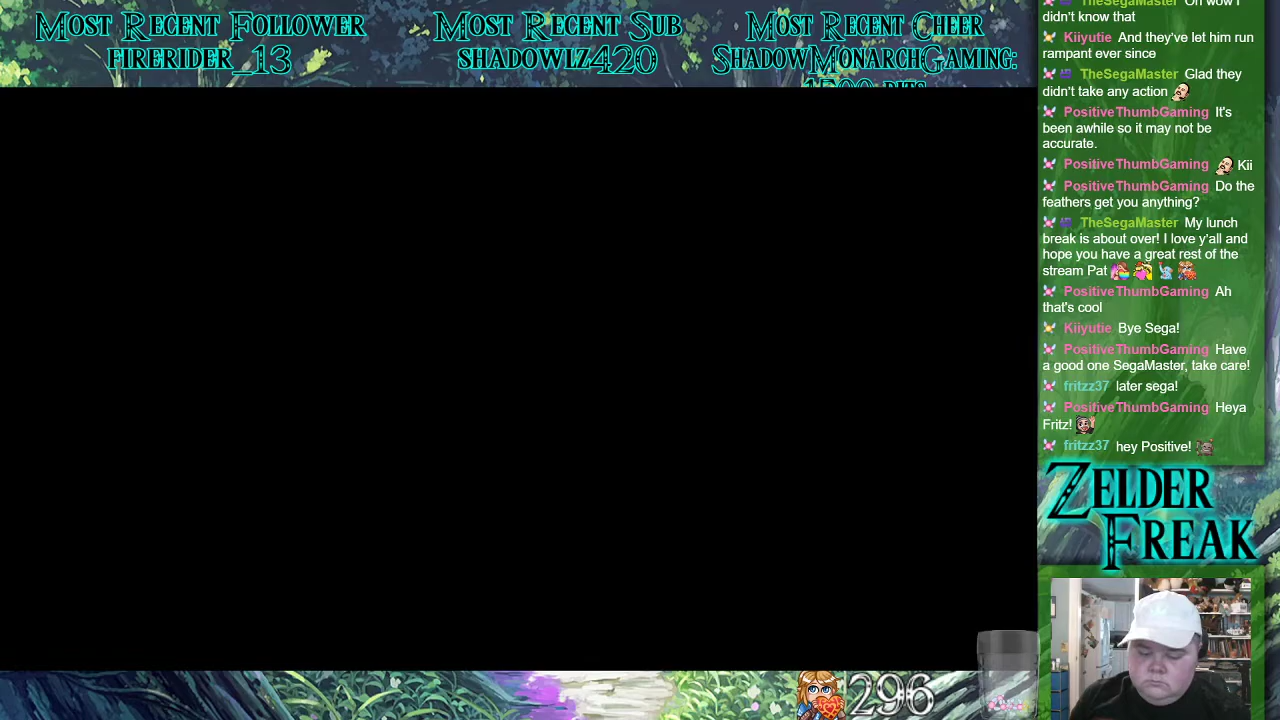 Most Recent Follower
firerider_13
Most Recent Sub
shadowlz420
Most Recent Cheer
ShadowMonarchGaming:
1500 bits
TheSegaMaster Oh wow I
didn't know that
Kiiyutie And they've let him run
rampant ever since
TheSegaMaster Glad they
didn't take any action
PositiveThumbGaming It's
been awhile so it may not be
accurate.
PositiveThumbGaming Kii
PositiveThumbGaming Do the
feathers get you anything?
TheSegaMaster My lunch
break is about over! I love y'all and
hope you have a great rest of the
stream Pat
PositiveThumbGaming Ah
that's cool
Kiiyutie Bye Sega!
PositiveThumbGaming Have
a good one SegaMaster, take care!
fritzz37 later sega!
PositiveThumbGaming Heya
Fritz!
fritzz37 hey Positive!
Zelder
Freak
296